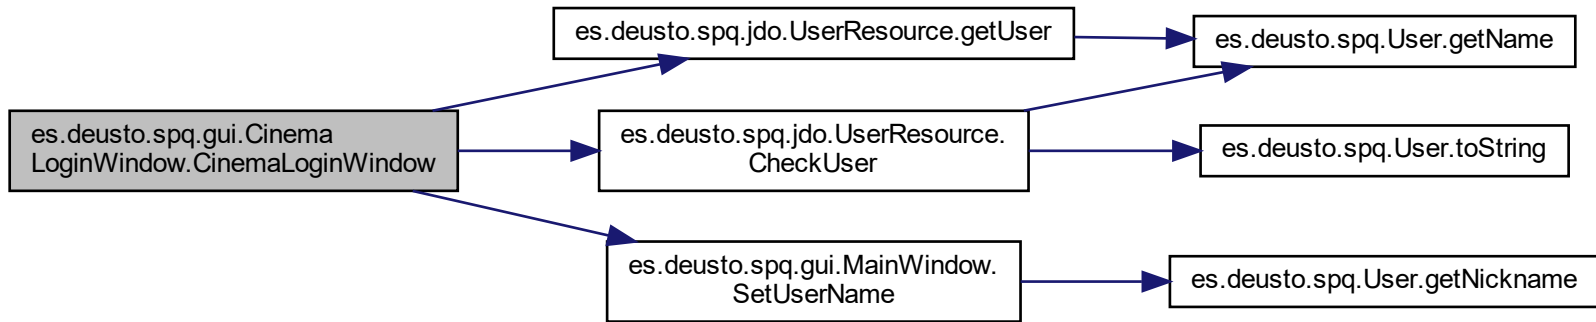 es.deusto.spq.gui.Cinema
LoginWindow.CinemaLoginWindow
es.deusto.spq.jdo.UserResource.getUser
es.deusto.spq.User.getName
es.deusto.spq.jdo.UserResource.
CheckUser
es.deusto.spq.User.toString
es.deusto.spq.gui.MainWindow.
SetUserName
es.deusto.spq.User.getNickname